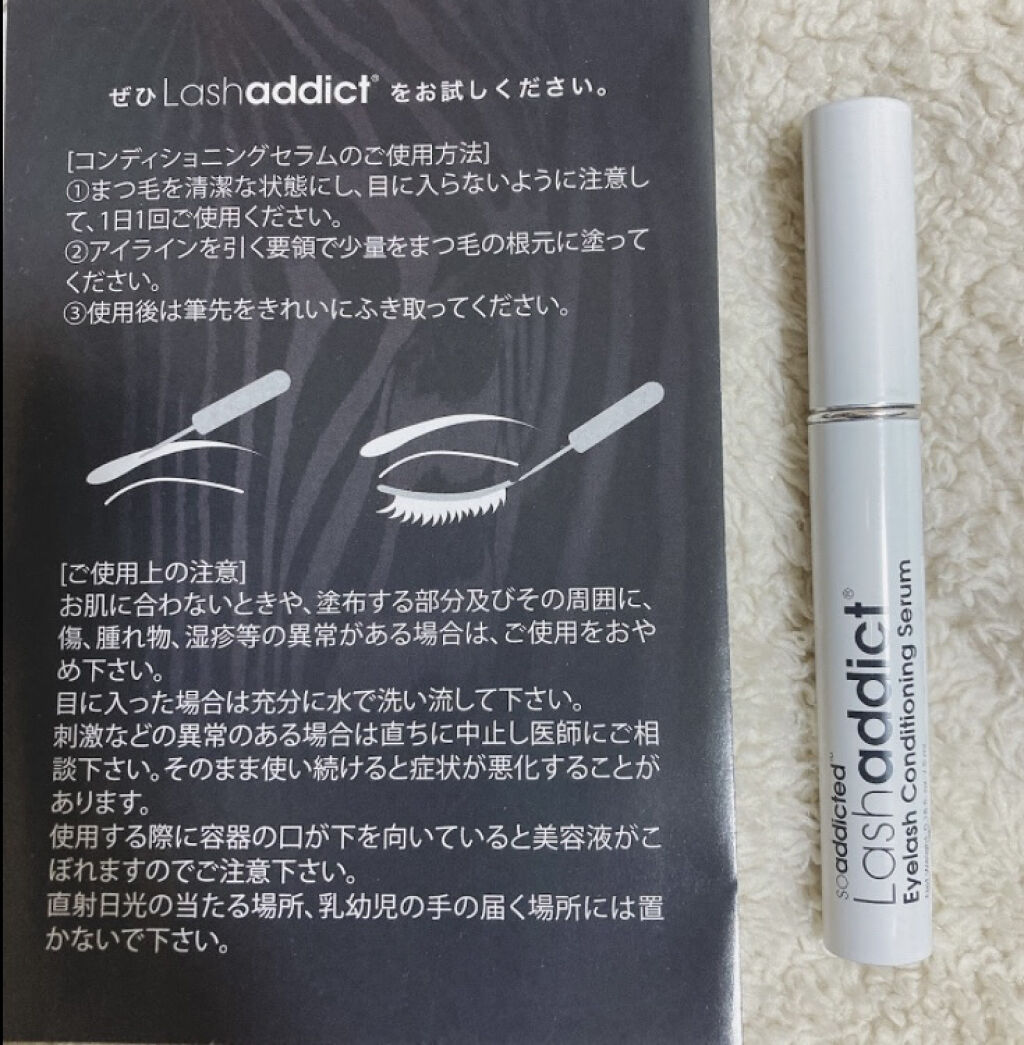 ぜひ Lashaddict® をお試しください。
[コンディショニングセラムのご使用方法]
①まつ毛を清潔な状態にし、目に入らないように注意し
て、1日1回ご使用ください。
②アイラインを引く要領で少量をまつ毛の根元に塗って
ください。
③使用後は筆先をきれいにふき取ってください。
[ご使用上の注意]
お肌に合わないときや、塗布する部分及びその周囲に、
傷、腫れ物、湿疹等の異常がある場合は、ご使用をおや
め下さい。
目に入った場合は充分に水で洗い流して下さい。
刺激などの異常のある場合は直ちに中止し医師にご相
談下さい。そのまま使い続けると症状が悪化することが
あります。
使用する際に容器の口が下を向いていると美容液がこ
ぼれますのでご注意下さい。
直射日光の当たる場所、乳幼児の手の届く場所には置
かないで下さい。
soaddicted™
Lashaddict®
Eyelash Conditioning Serum